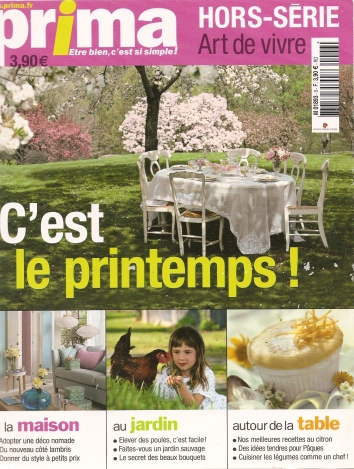 .prima.fr
prima
Etre bien, c'est si simple !
3,90€
HORS-SÉRIE
Art de vivre
C'est
le printemps !
la maison
Adopter une déco nomade
Du nouveau côté lambris
Donner du style à petits prix
au jardin
• Elever des poules, c'est facile !
• Faites-vous un jardin sauvage
• Le secret des beaux bouquets
autour de la table
• Nos meilleures recettes au citron
• Des idées tendres pour Pâques
• Cuisiner les légumes comme un chef !